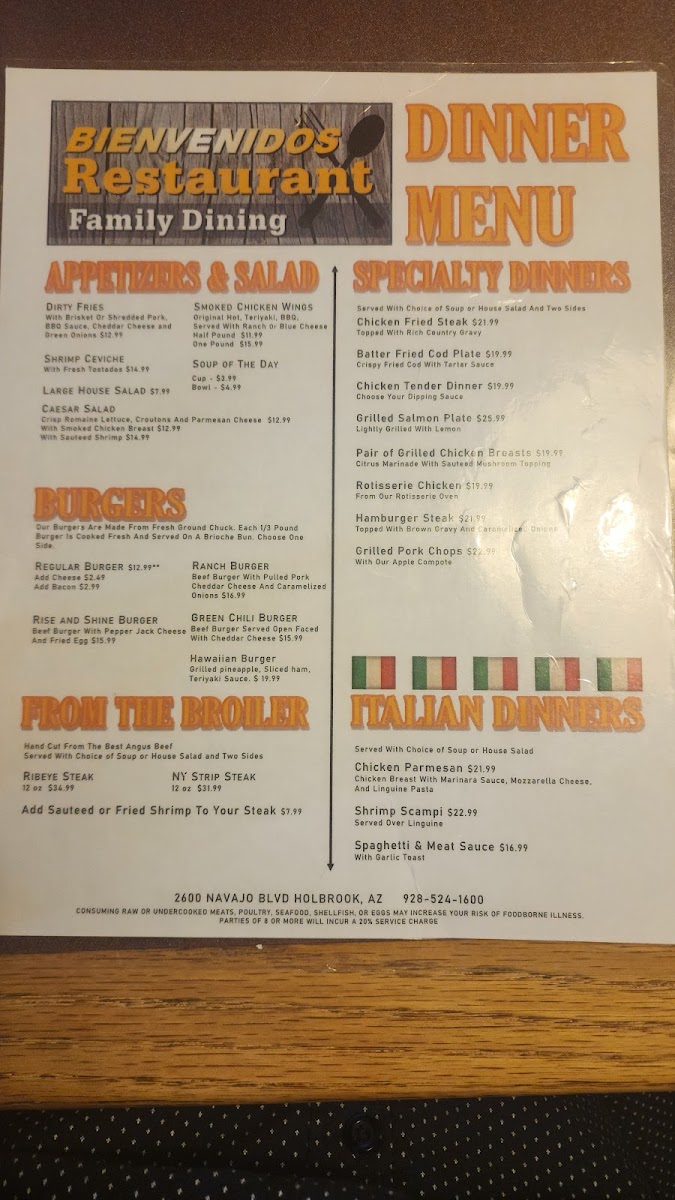 BIENVENIDOS
Restaurant
Family Dining
DINNER
MENU
APPETIZERS & SALAD
DIRTY FRIES
With Brisket Or Shredded Pork,
BBQ Sauce, Cheddar Cheese and
Green Onions $12.99
SHRIMP CEVICHE
With Fresh Tostadas $14.99
LARGE HOUSE SALAD $7.99
SMOKED CHICKEN WINGS
Original Hot, Teriyaki, BBQ,
Served With Ranch Or Blue Cheese
Half Pound $11.99
One Pound $15.99
SOUP OF THE DAY
Cup - $3.99
Bowl - $4.99
CAESAR SALAD
Crisp Romaine Lettuce, Croutons And Parmesan Cheese $12.99
With Smoked Chicken Breast $12.99
With Sauteed Shrimp $14.99
BURGERS
Our Burgers Are Made From Fresh Ground Chuck. Each 1/3 Pound
Burger Is Cooked Fresh And Served On A Brioche Bun. Choose One
Side.
REGULAR BURGER $12.99**
Add Cheese $2.49
Add Bacon $2.99
RISE AND SHINE BURGER
Beef Burger With Pepper Jack Cheese
And Fried Egg $15.99
RANCH BURGER
Beef Burger With Pulled Pork
Cheddar Cheese And Caramelized
Onions $16.99
GREEN CHILI BURGER
Beef Burger Served Open Faced
With Cheddar Cheese $15.99
Hawaiian Burger
Grilled pineapple, Sliced ham,
Teriyaki Sauce. $ 19.99
FROM THE BROILER
Hand Cut From The Best Angus Beef
Served With Choice of Soup or House Salad and Two Sides
RIBEYE STEAK
12 oz $34.99
NY STRIP STEAK
12 oz $31.99
Add Sauteed or Fried Shrimp To Your Steak $7.99
SPECIALTY DINNERS
Served With Choice of Soup or House Salad And Two Sides
Chicken Fried Steak $21.99
Topped With Rich Country Gravy
Batter Fried Cod Plate $19.99
Crispy Fried Cod With Tarter Sauce
Chicken Tender Dinner $19.99
Choose Your Dipping Sauce
Grilled Salmon Plate $25.99
Lightly Grilled With Lemon
Pair of Grilled Chicken Breasts $19.99
Citrus Marinade With Sauteed Mushroom Topping
Rotisserie Chicken $19.99
From Our Rotisserie Oven
Hamburger Steak $21.99
Topped With Brown Gravy And Caramelized Onions
Grilled Pork Chops
With Our Apple Compote
ITALIAN DINNERS
Served With Choice of Soup or House Salad
Chicken Parmesan $21.99
Chicken Breast With Marinara Sauce, Mozzarella Cheese,
And Linguine Pasta
Shrimp Scampi $22.99
Served Over Linguine
Spaghetti & Meat Sauce $16.99
With Garlic Toast
2600 NAVAJO BLVD HOLBROOK, AZ 928-524-1600
CONSUMING RAW OR UNDERCOOKED MEATS, POULTRY, SEAFOOD, SHELLFISH, OR EGGS MAY INCREASE YOUR RISK OF FOODBORNE ILLNESS.
PARTIES OF 8 OR MORE WILL INCUR A 20% SERVICE CHARGE